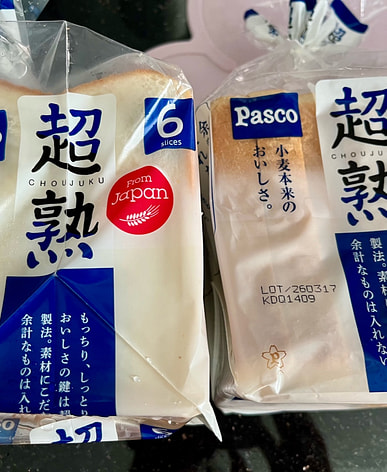 超熟
CHOUJUKU
6
slices
From
Japan
もっちり、しっとり
おいしさの鍵は超
製法。素材にこだ
余計なものは入れ
Pasco
小麦本来の
おいしさ。
超熟
CHOUJUKU
LOT/260317
KDQ1409
製法。素材
余計なものは入れない